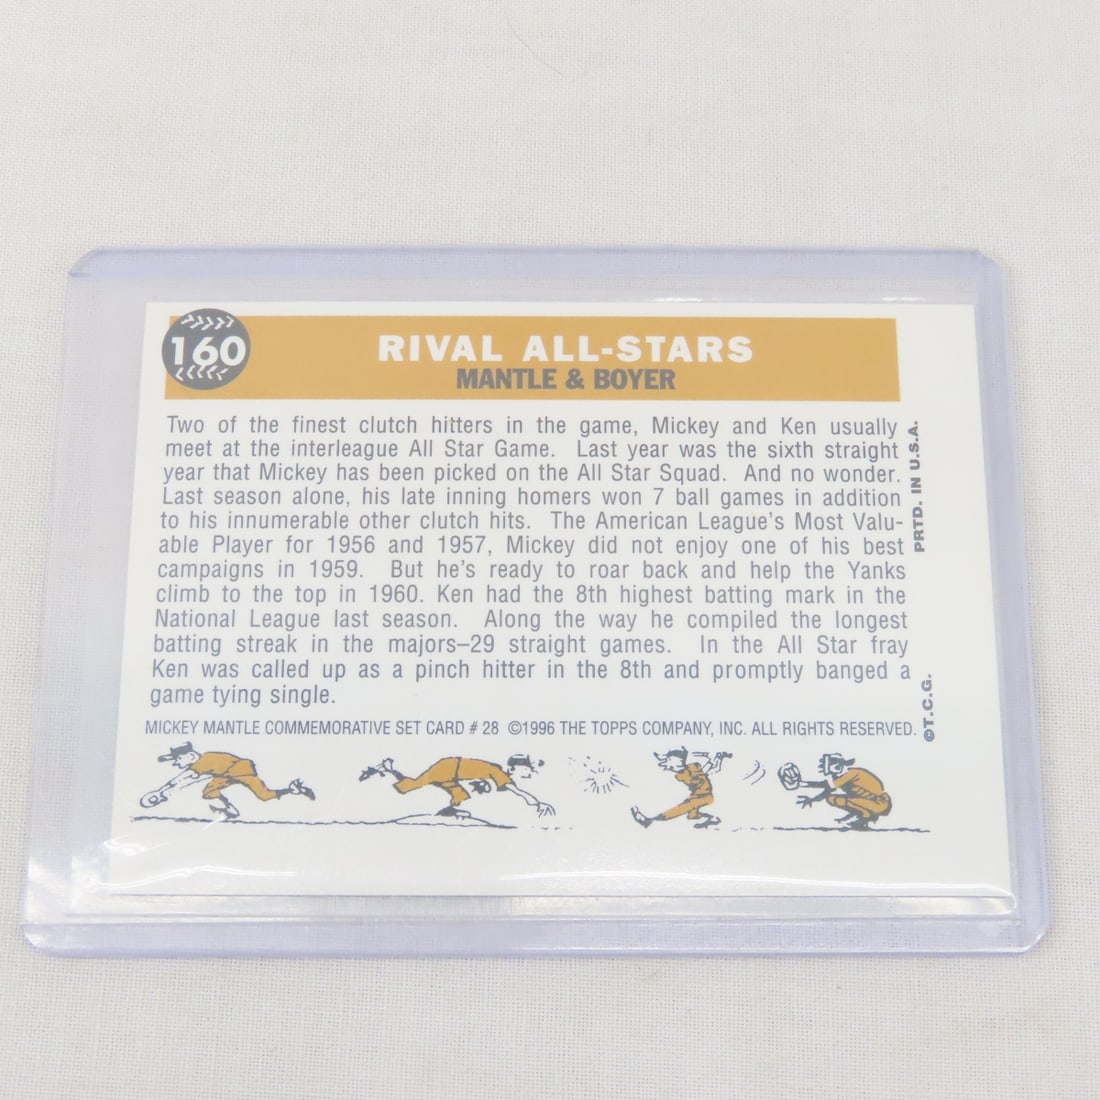 160
RIVAL ALL-STARS
MANTLE & BOYER
Two of the finest clutch hitters in the game, Mickey and Ken usually
meet at the interleague All Star Game. Last year was the sixth straight
year that Mickey has been picked on the All Star Squad. And no wonder.
Last season alone, his late inning homers won 7 ball games in addition
to his innumerable other clutch hits. The American League's Most Valu-
able Player for 1956 and 1957, Mickey did not enjoy one of his best
campaigns in 1959. But he's ready to roar back and help the Yanks
climb to the top in 1960. Ken had the 8th highest batting mark in the
National League last season. Along the way he compiled the longest
batting streak in the majors–29 straight games. In the All Star fray
Ken was called up as a pinch hitter in the 8th and promptly banged a
game tying single.
MICKEY MANTLE COMMEMORATIVE SET CARD # 28 ©1996 THE TOPPS COMPANY, INC. ALL RIGHTS RESERVED.
©T.C.G.
PRTD. IN U.S.A.